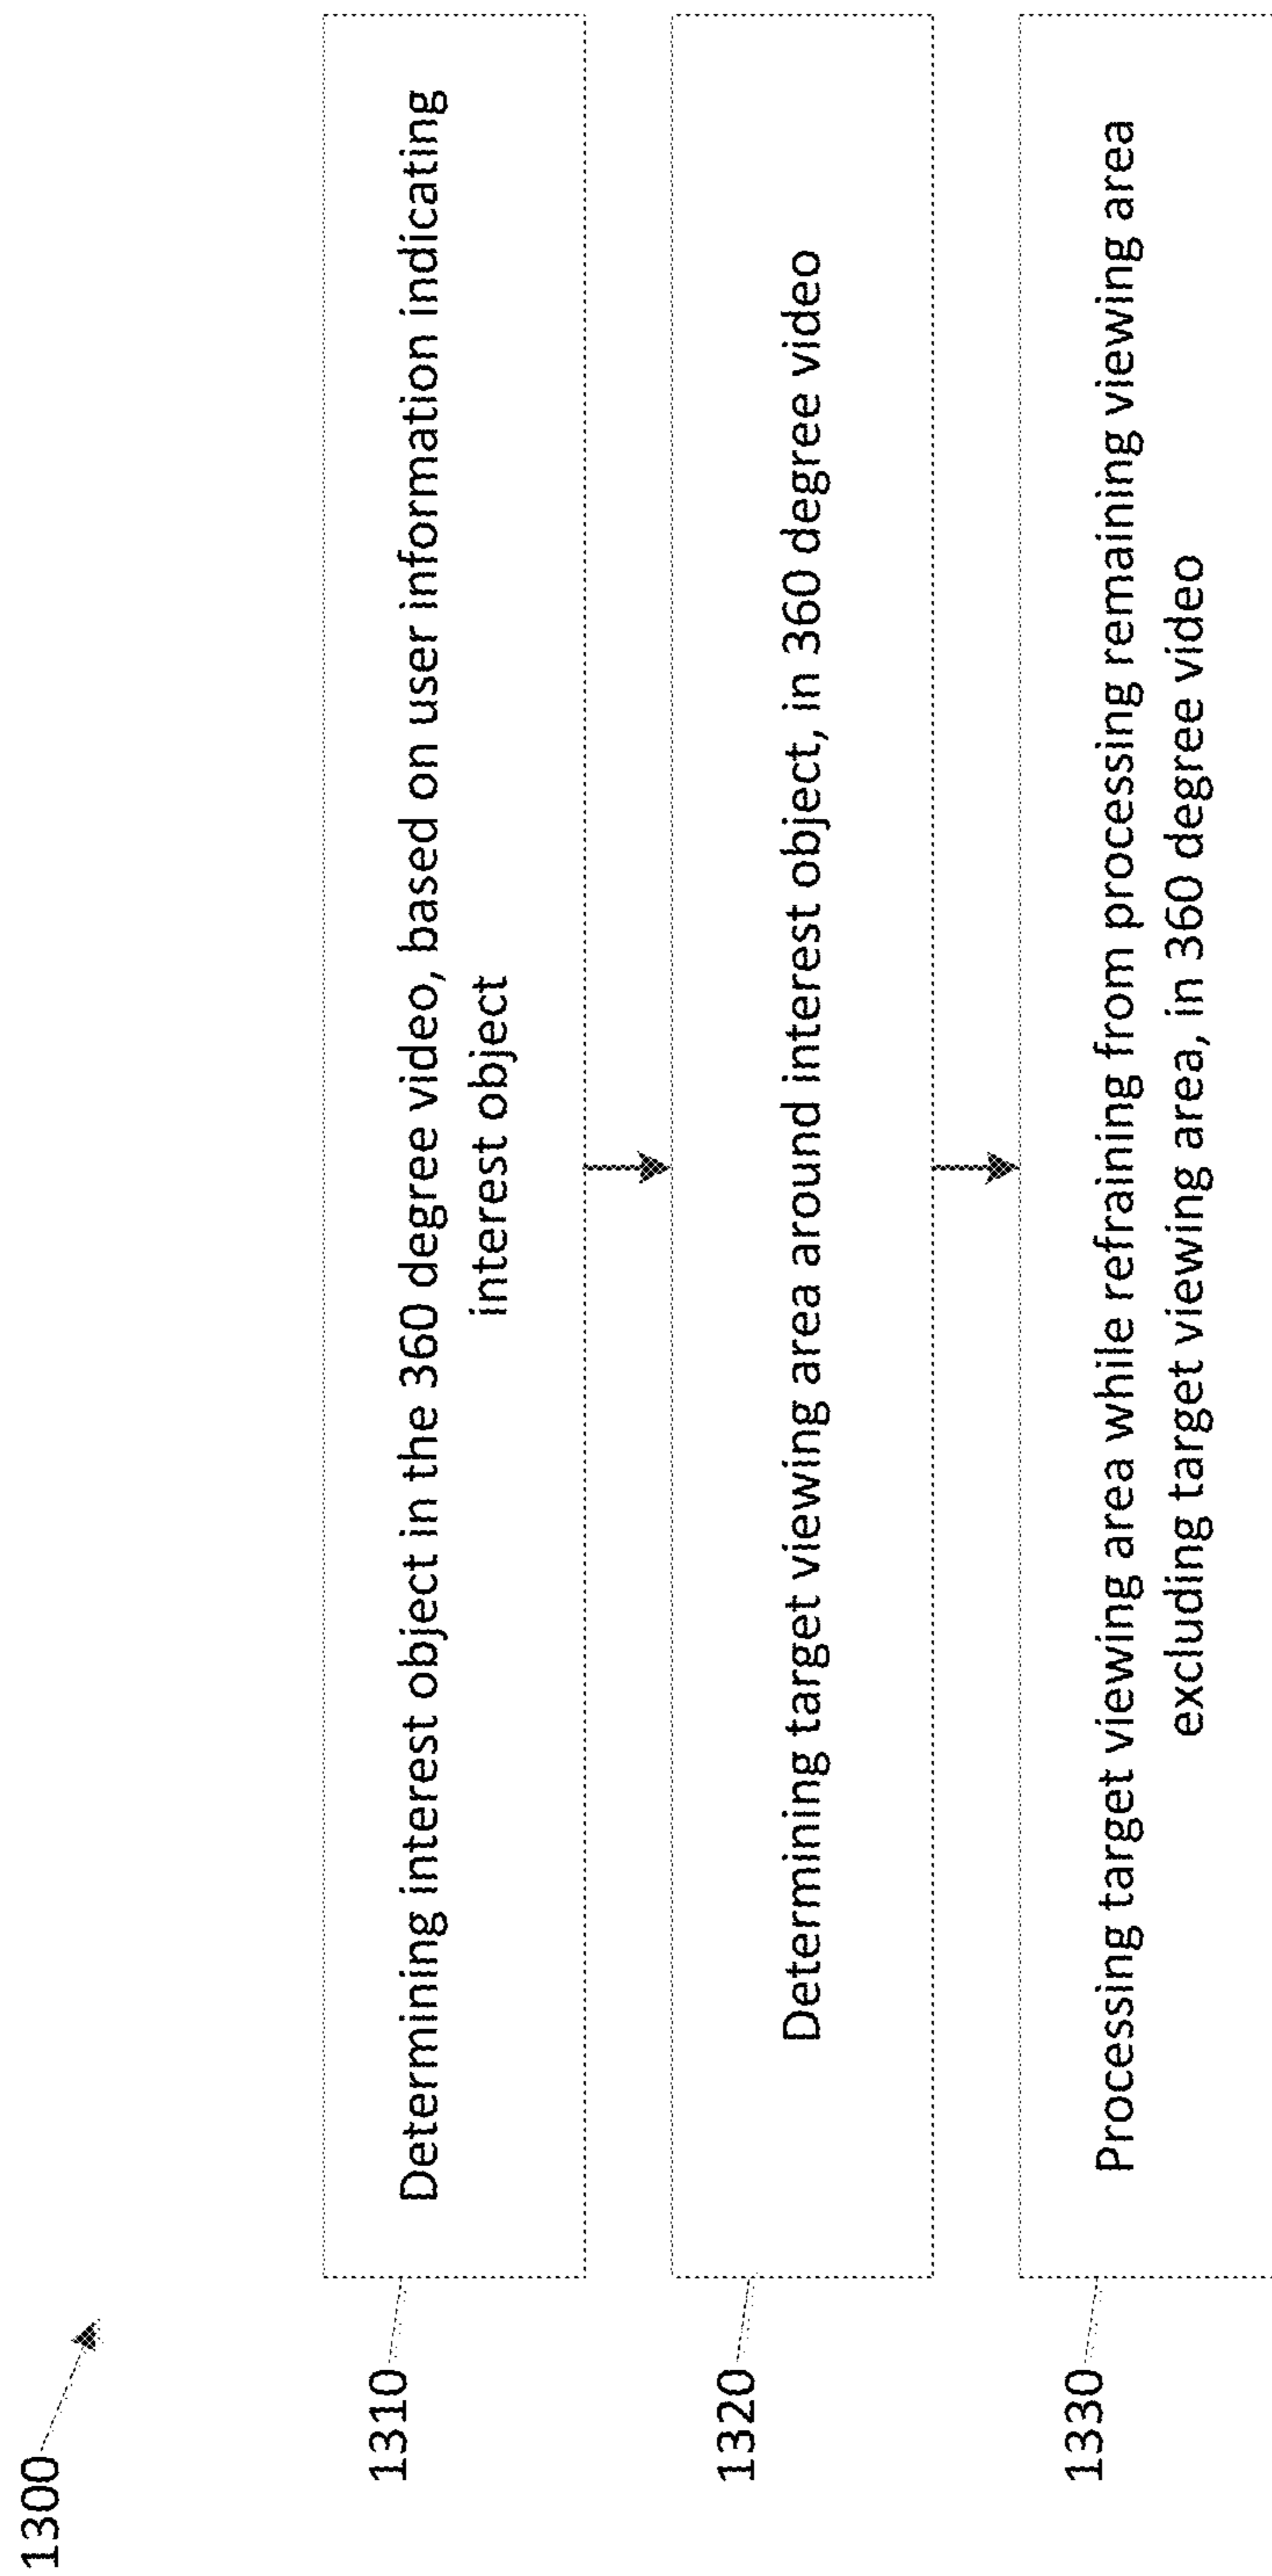 1300
1310
Determining interest object in the 360 degree video, based on user information indicating
interest object
1320
Determining target viewing area around interest object, in 360 degree video
1330
Processing target viewing area while refraining from processing remaining viewing area
excluding target viewing area, in 360 degree video